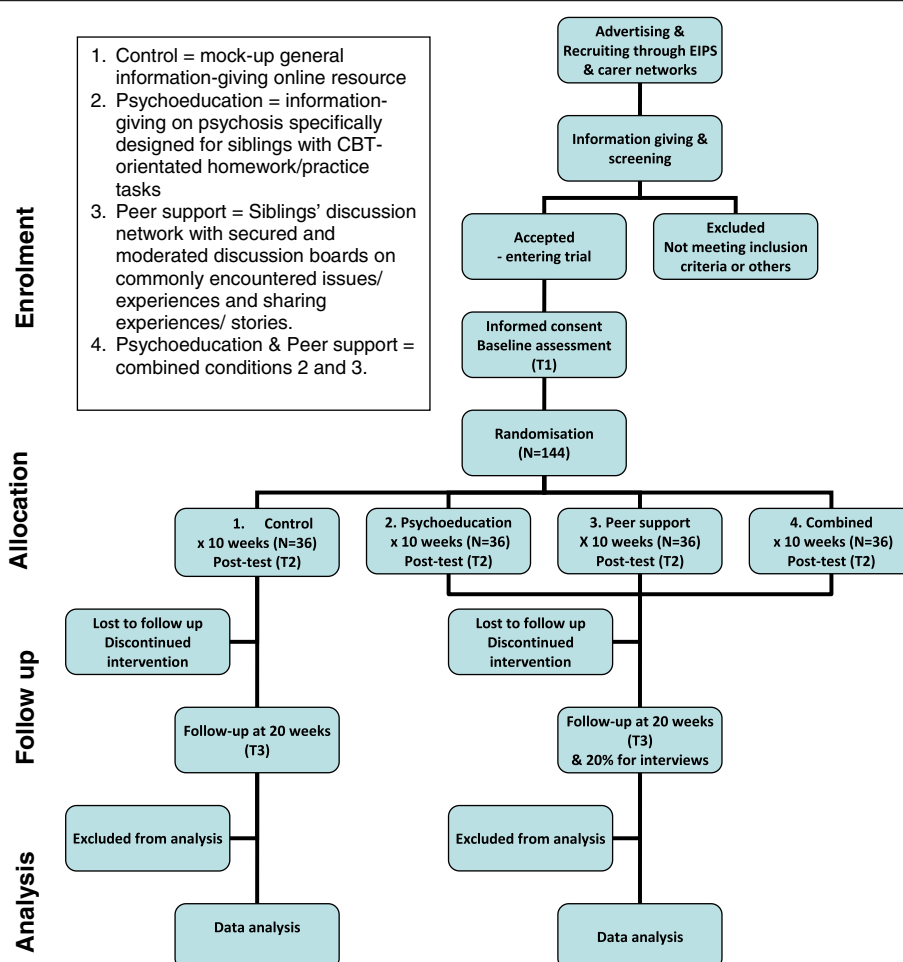 1. Control = mock-up general
information-giving online resource
2. Psychoeducation = information-
giving on psychosis specifically
designed for siblings with CBT-
orientated homework/practice
tasks
3. Peer support = Siblings’ discussion
network with secured and
moderated discussion boards on
commonly encountered issues/
experiences and sharing
experiences/ stories.
4. Psychoeducation & Peer support =
combined conditions 2 and 3.
Enrolment
Advertising &
Recruiting through EIPS
& carer networks
Information giving &
screening
Accepted
- entering trial
Excluded
Not meeting inclusion
criteria or others
Informed consent
Baseline assessment
(T1)
Randomisation
(N=144)
Allocation
1. Control
x 10 weeks (N=36)
Post-test (T2)
2. Psychoeducation
x 10 weeks (N=36)
Post-test (T2)
3. Peer support
X 10 weeks (N=36)
Post-test (T2)
4. Combined
x 10 weeks (N=36)
Post-test (T2)
Follow up
Lost to follow up
Discontinued
intervention
Lost to follow up
Discontinued
intervention
Follow-up at 20 weeks
(T3)
Follow-up at 20 weeks
(T3)
& 20% for interviews
Analysis
Excluded from analysis
Excluded from analysis
Data analysis
Data analysis